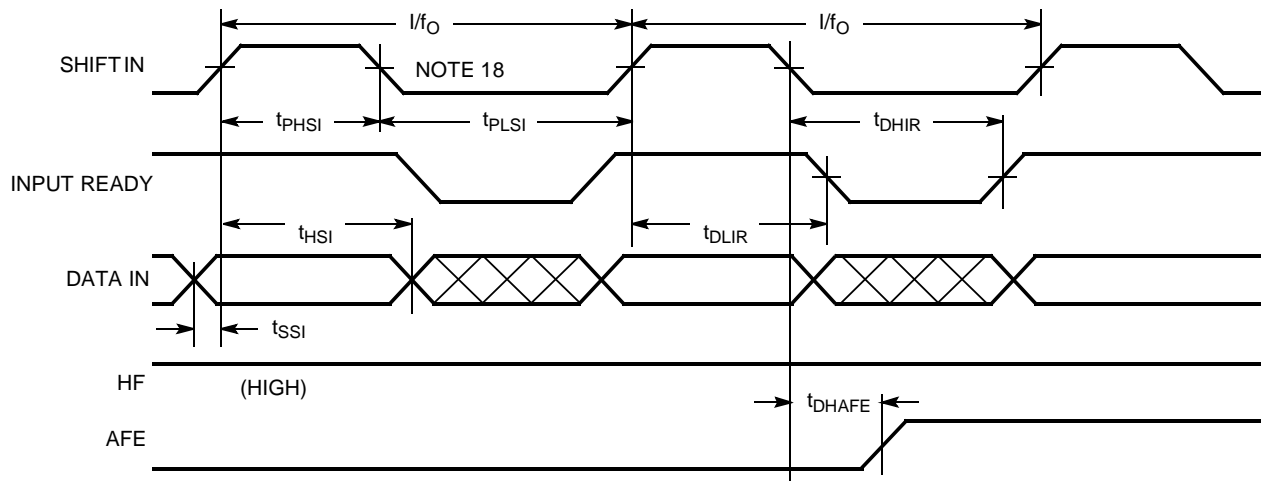 I/fO I/fO
SHIFT IN NOTE 18
tPHSI tPLSI tDHIR
INPUT READY
tHSI tDLIR
DATA IN
tSSI
HF (HIGH)
tDHAFE
AFE